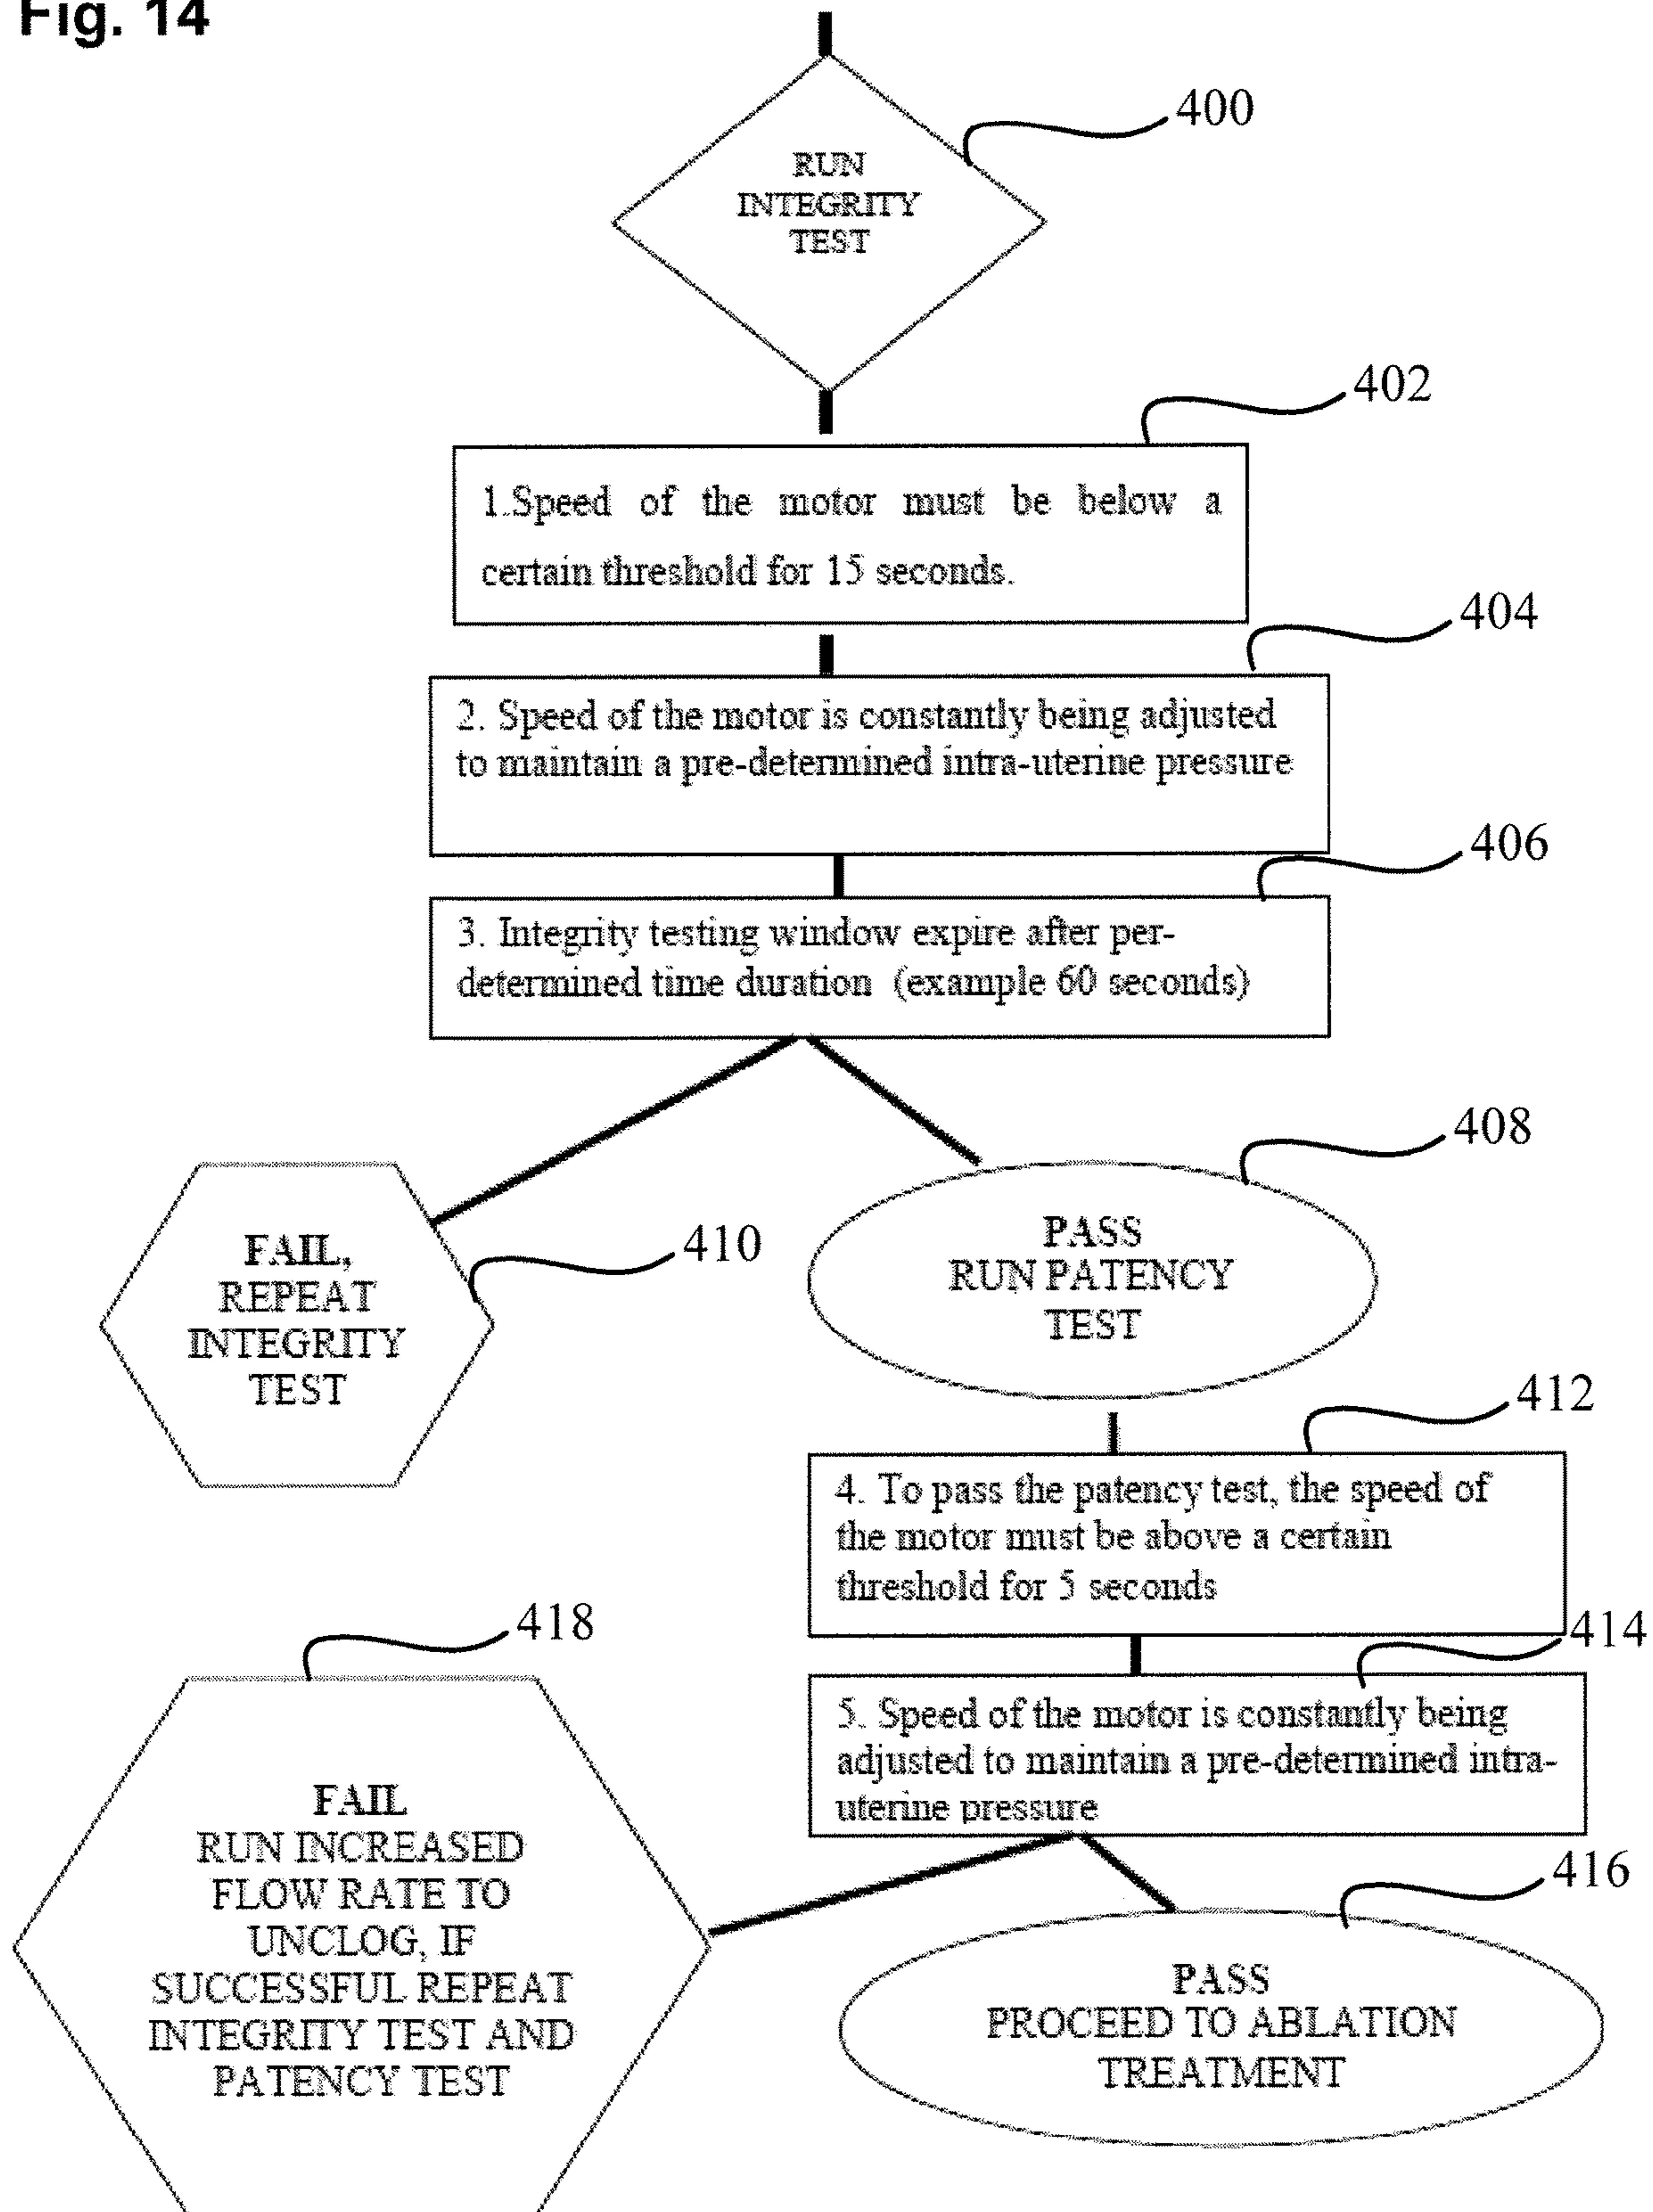 Fig. 14
400
RUN
INTEGRITY
TEST
402
1.Speed of the motor must be below a
certain threshold for 15 seconds.
404
2. Speed of the motor is constantly being adjusted
to maintain a pre-determined intra-uterine pressure
406
3. Integrity testing window expire after per-
determined time duration (example 60 seconds)
408
PASS
RUN PATENCY
TEST
410
FAIL,
REPEAT
INTEGRITY
TEST
412
4. To pass the patency test, the speed of
the motor must be above a certain
threshold for 5 seconds
414
5. Speed of the motor is constantly being
adjusted to maintain a pre-determined intra-
uterine pressure
418
FAIL
RUN INCREASED
FLOW RATE TO
UNCLOG, IF
SUCCESSFUL REPEAT
INTEGRITY TEST AND
PATENCY TEST
416
PASS
PROCEED TO ABLATION
TREATMENT